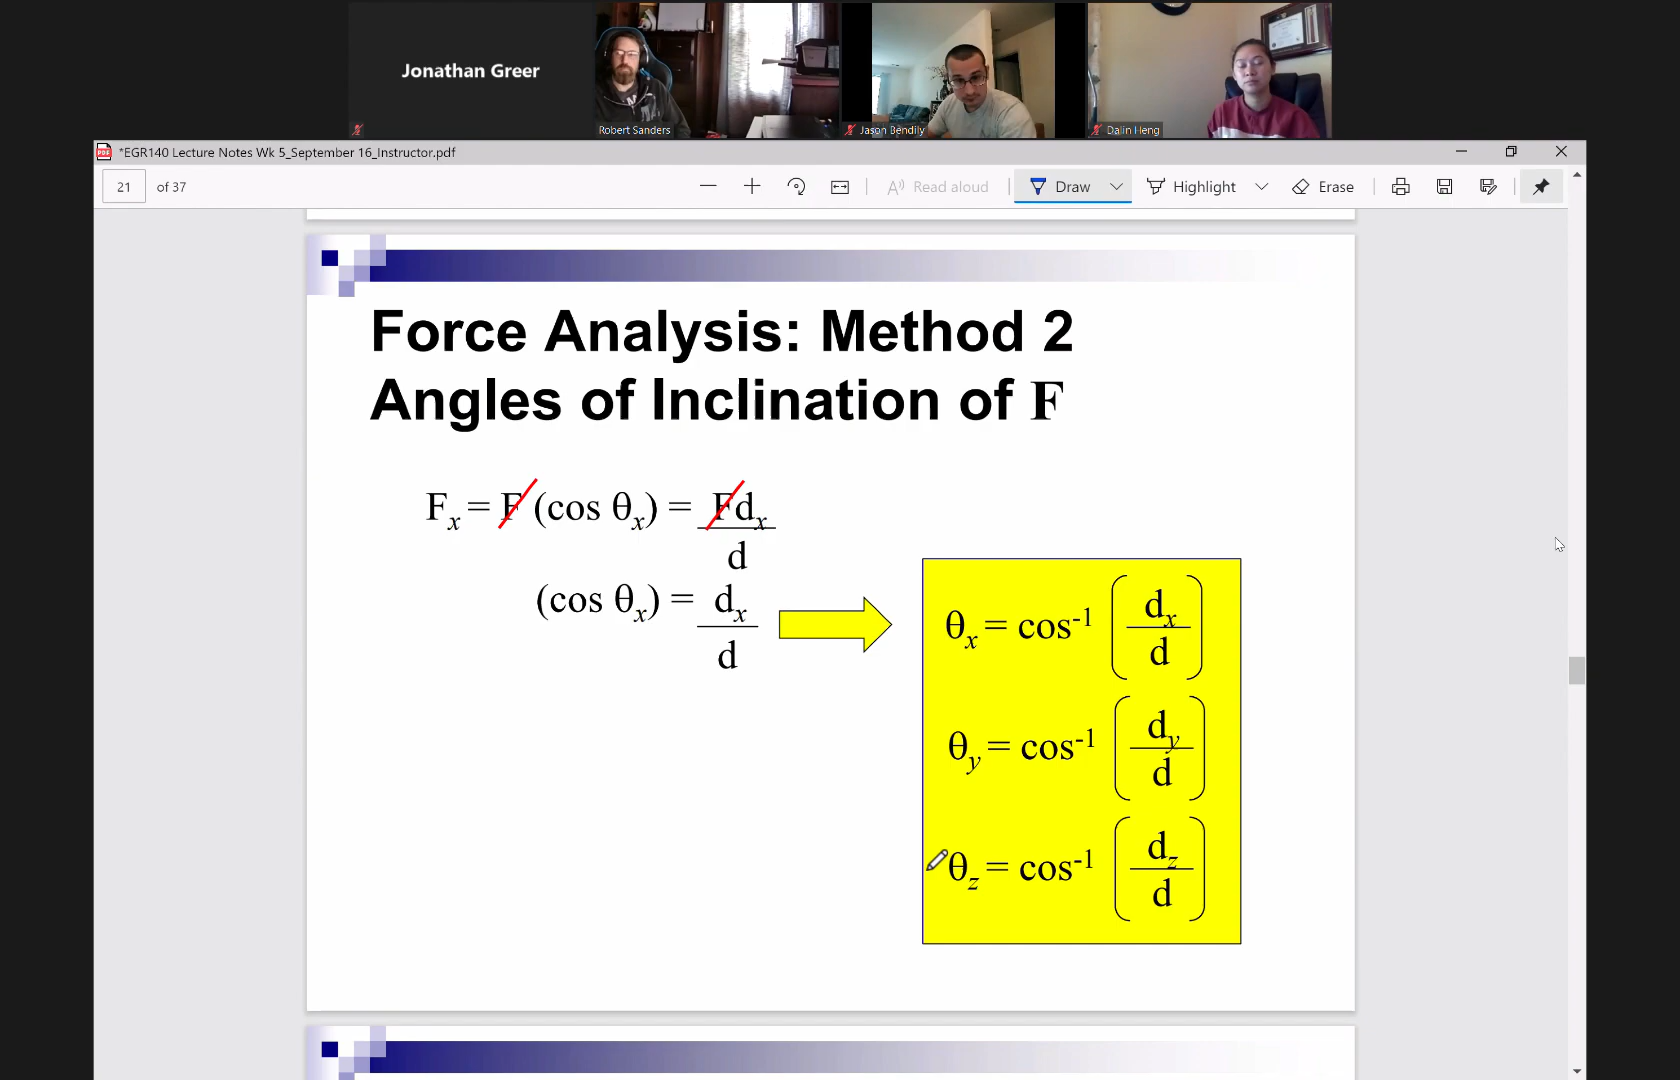 Jonathan Greer
Robert Sanders
Jason Bendily
Dalin Heng
PDF
*EGR140 Lecture Notes Wk 5_September 16_Instructor.pdf
21 of 37
Read aloud
Draw
Highlight
Erase
Force Analysis: Method 2
Angles of Inclination of F
Fₓ = F (cos θₓ) = Fdₓ
d
(cos θₓ) = dₓ
d
θₓ = cos⁻¹ (dₓ
d)
θy = cos⁻¹ (dy
d)
θz = cos⁻¹ (dz
d)